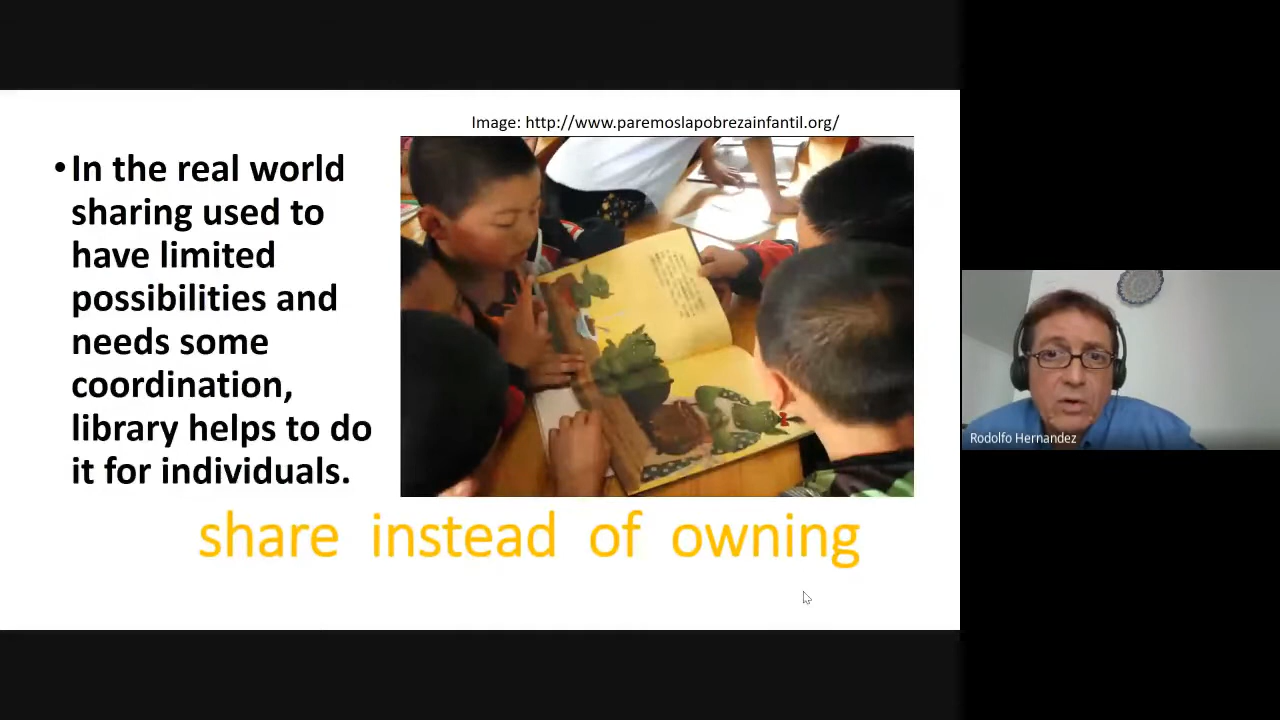 Image: http://www.paremoslapobrezainfantil.org/
• In the real world
sharing used to
have limited
possibilities and
needs some
coordination,
library helps to do
it for individuals.
share instead of owning
Rodolfo Hernandez